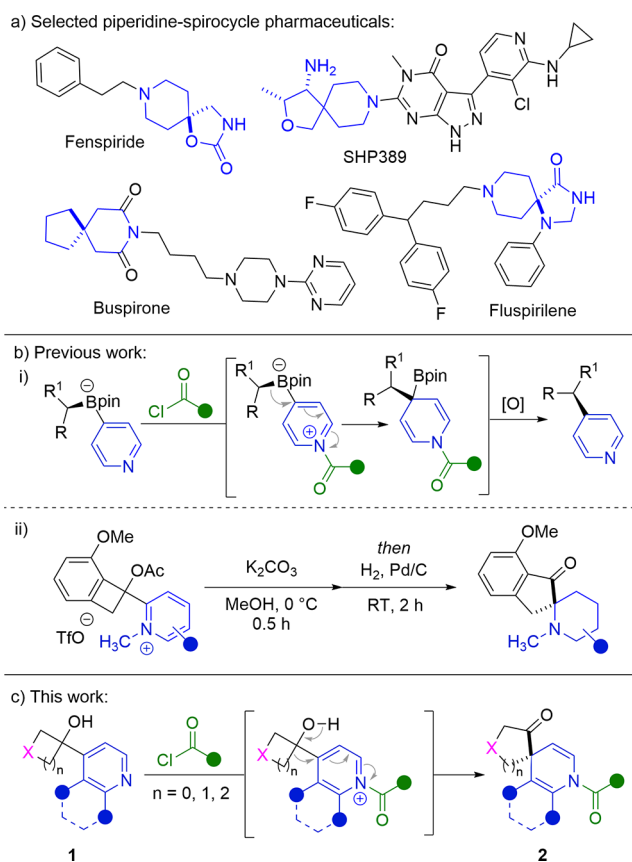 a) Selected piperidine-spirocycle pharmaceuticals:
N
NH
O
O
Fenspiride
NH₂
O
N
N
O
N
N
N
N
H
N
N
H
Cl
SHP389
O
N
O
N
N
N
N
Buspirone
F
F
N
O
NH
N
Fluspirilene
b) Previous work:
i)
R¹
⊖
Bpin
R
N
O
Cl
R¹
⊖
Bpin
R
⊕
N
O
R¹
Bpin
R
N
O
[O]
R¹
R
N
ii)
OMe
OAc
⊖
TfO
H₃C
N
⊕
K₂CO₃
MeOH, 0 °C
0.5 h
then
H₂, Pd/C
RT, 2 h
OMe
O
H₃C
N
c) This work:
OH
X
( )n
N
1
O
Cl
n = 0, 1, 2
O-H
X
( )n
N
⊕
O
O
X
( )n
N
O
2